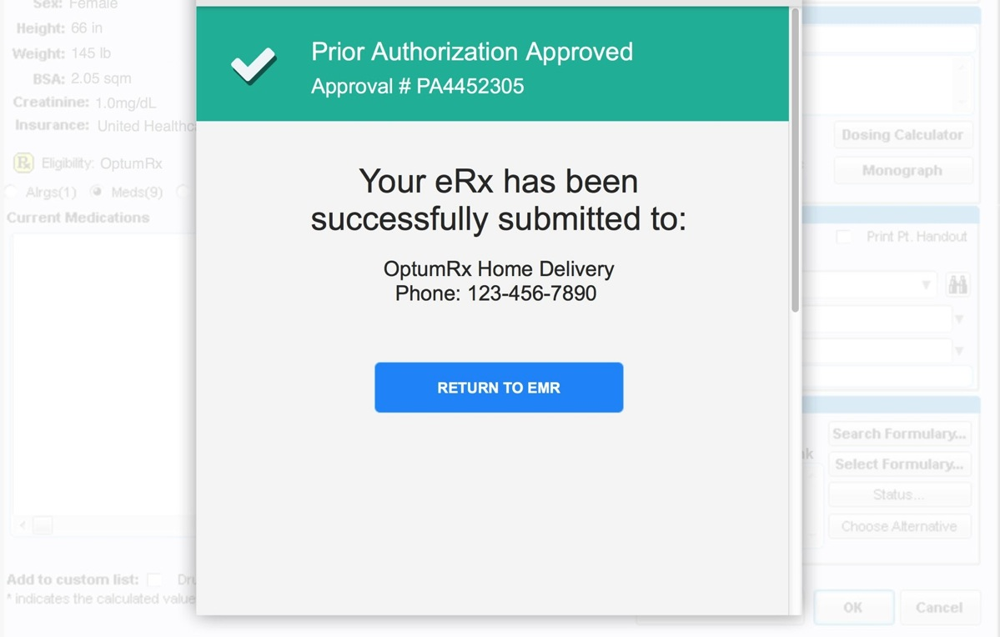 Sex: Female
Height: 66 in
Weight: 145 lb
BSA: 2.05 sqm
Creatinine: 1.0mg/dL
Insurance: United Healthc
Rx Eligibility: OptumRx
Alrgs(1) Meds(9)
Current Medications
Add to custom list: Dr
* indicates the calculated value
Prior Authorization Approved
Approval # PA4452305
Your eRx has been
successfully submitted to:
OptumRx Home Delivery
Phone: 123-456-7890
RETURN TO EMR
Dosing Calculator
Monograph
Print Pt. Handout
Search Formulary...
Select Formulary...
Status...
Choose Alternative
OK Cancel